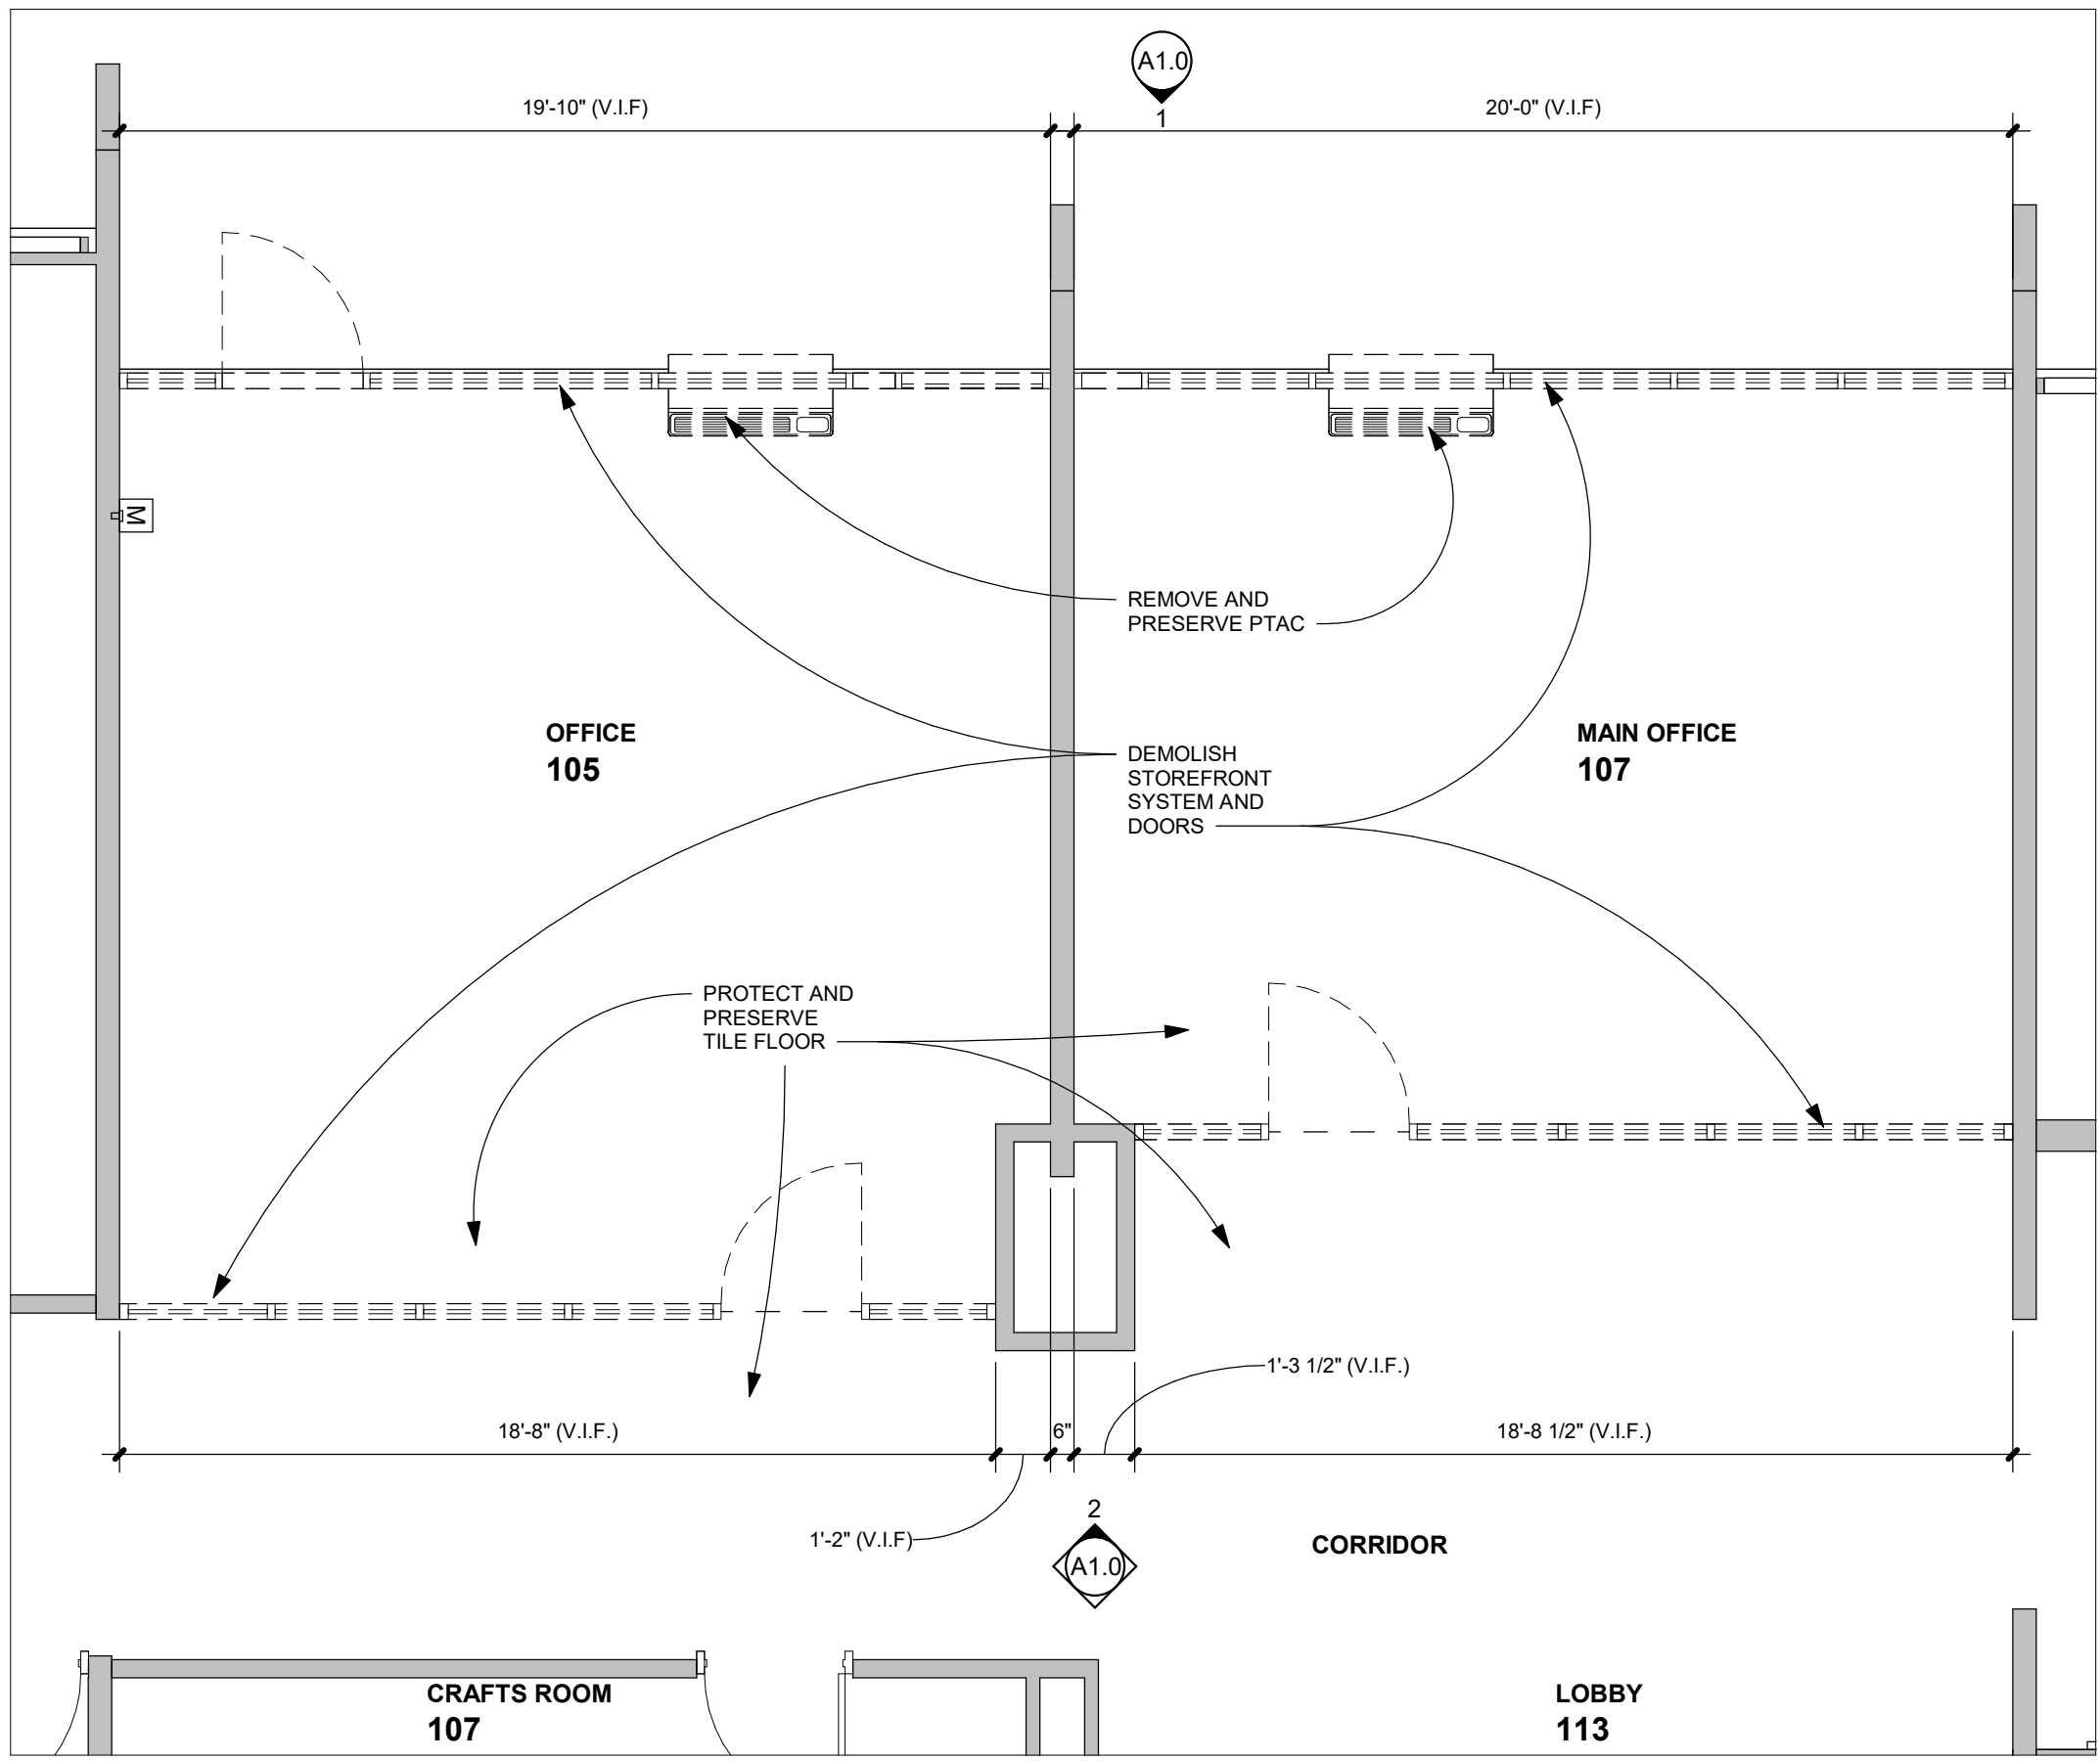 A1.0
1
19'-10" (V.I.F)
20'-0" (V.I.F)
M
REMOVE AND
PRESERVE PTAC
OFFICE
105
MAIN OFFICE
107
DEMOLISH
STOREFRONT
SYSTEM AND
DOORS
PROTECT AND
PRESERVE
TILE FLOOR
1'-3 1/2" (V.I.F.)
18'-8" (V.I.F.)
6"
18'-8 1/2" (V.I.F.)
1'-2" (V.I.F)
2
A1.0
CORRIDOR
CRAFTS ROOM
107
LOBBY
113